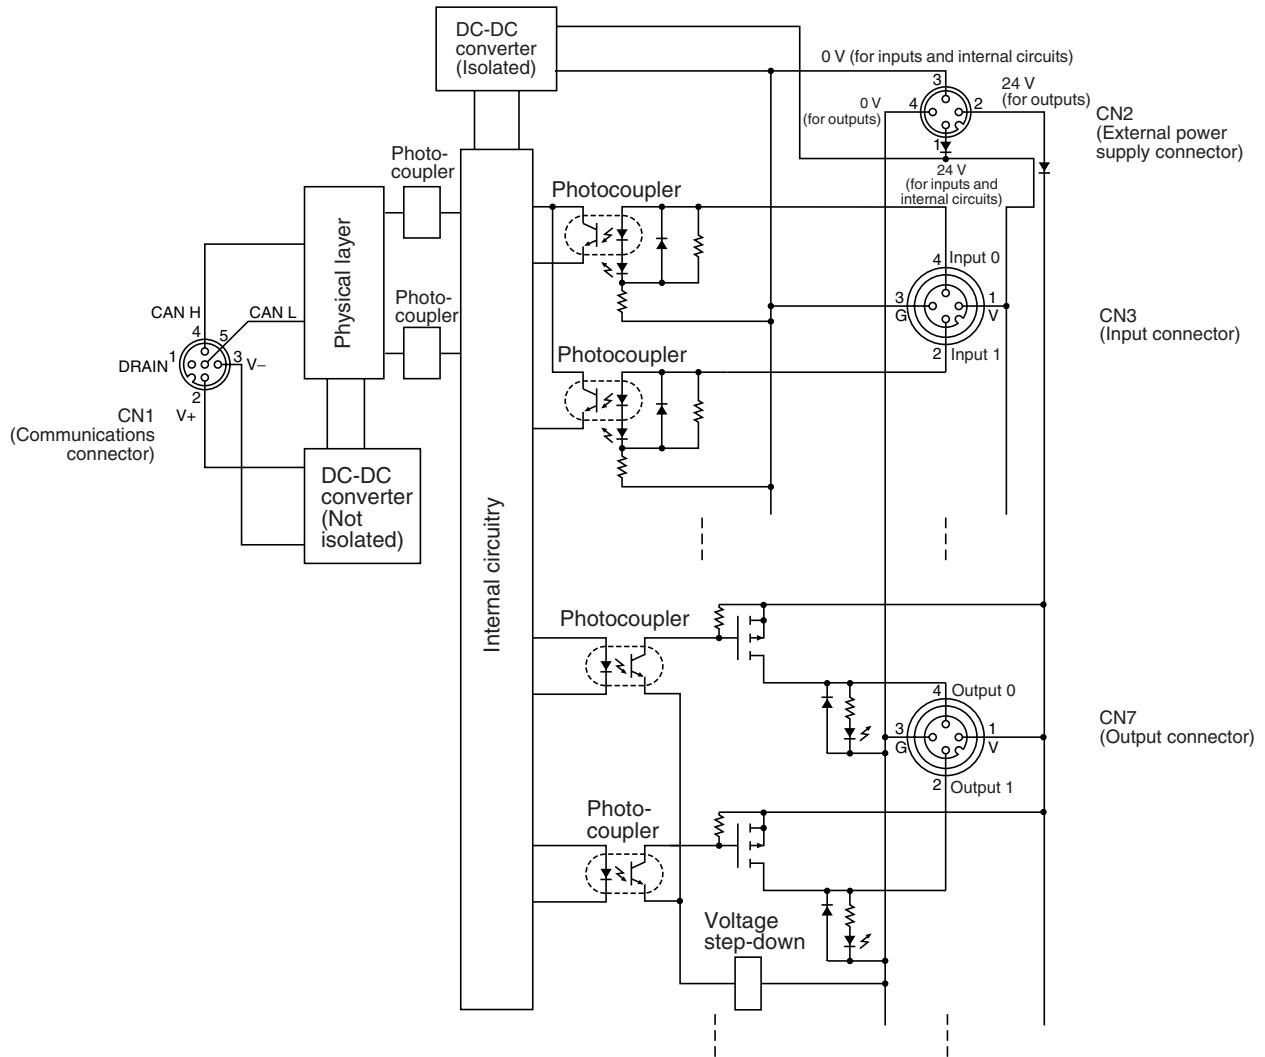 DC-DC
converter
(Isolated)
0 V (for inputs and internal circuits)
3
24 V
(for outputs)
0 V
(for outputs)
4
2
1
CN2
(External power
supply connector)
24 V
(for inputs and
internal circuits)
Photo-
coupler
Photocoupler
Physical layer
4
Input 0
3
G
1
V
2
Input 1
CN3
(Input connector)
Photo-
coupler
CAN H
CAN L
4
5
DRAIN
1
3
V–
2
V+
CN1
(Communications
connector)
Photocoupler
DC-DC
converter
(Not
isolated)
Internal circuitry
Photocoupler
4
Output 0
3
G
1
V
2
Output 1
CN7
(Output connector)
Photo-
coupler
Voltage
step-down